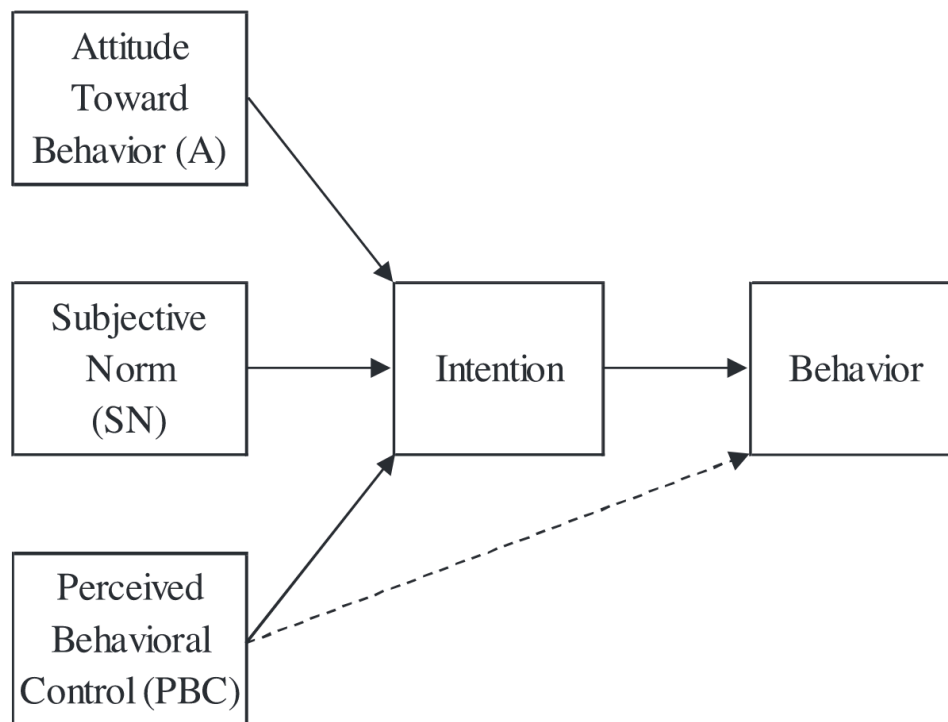 Attitude
Toward
Behavior (A)
Subjective
Norm
(SN)
Intention
Behavior
Perceived
Behavioral
Control (PBC)